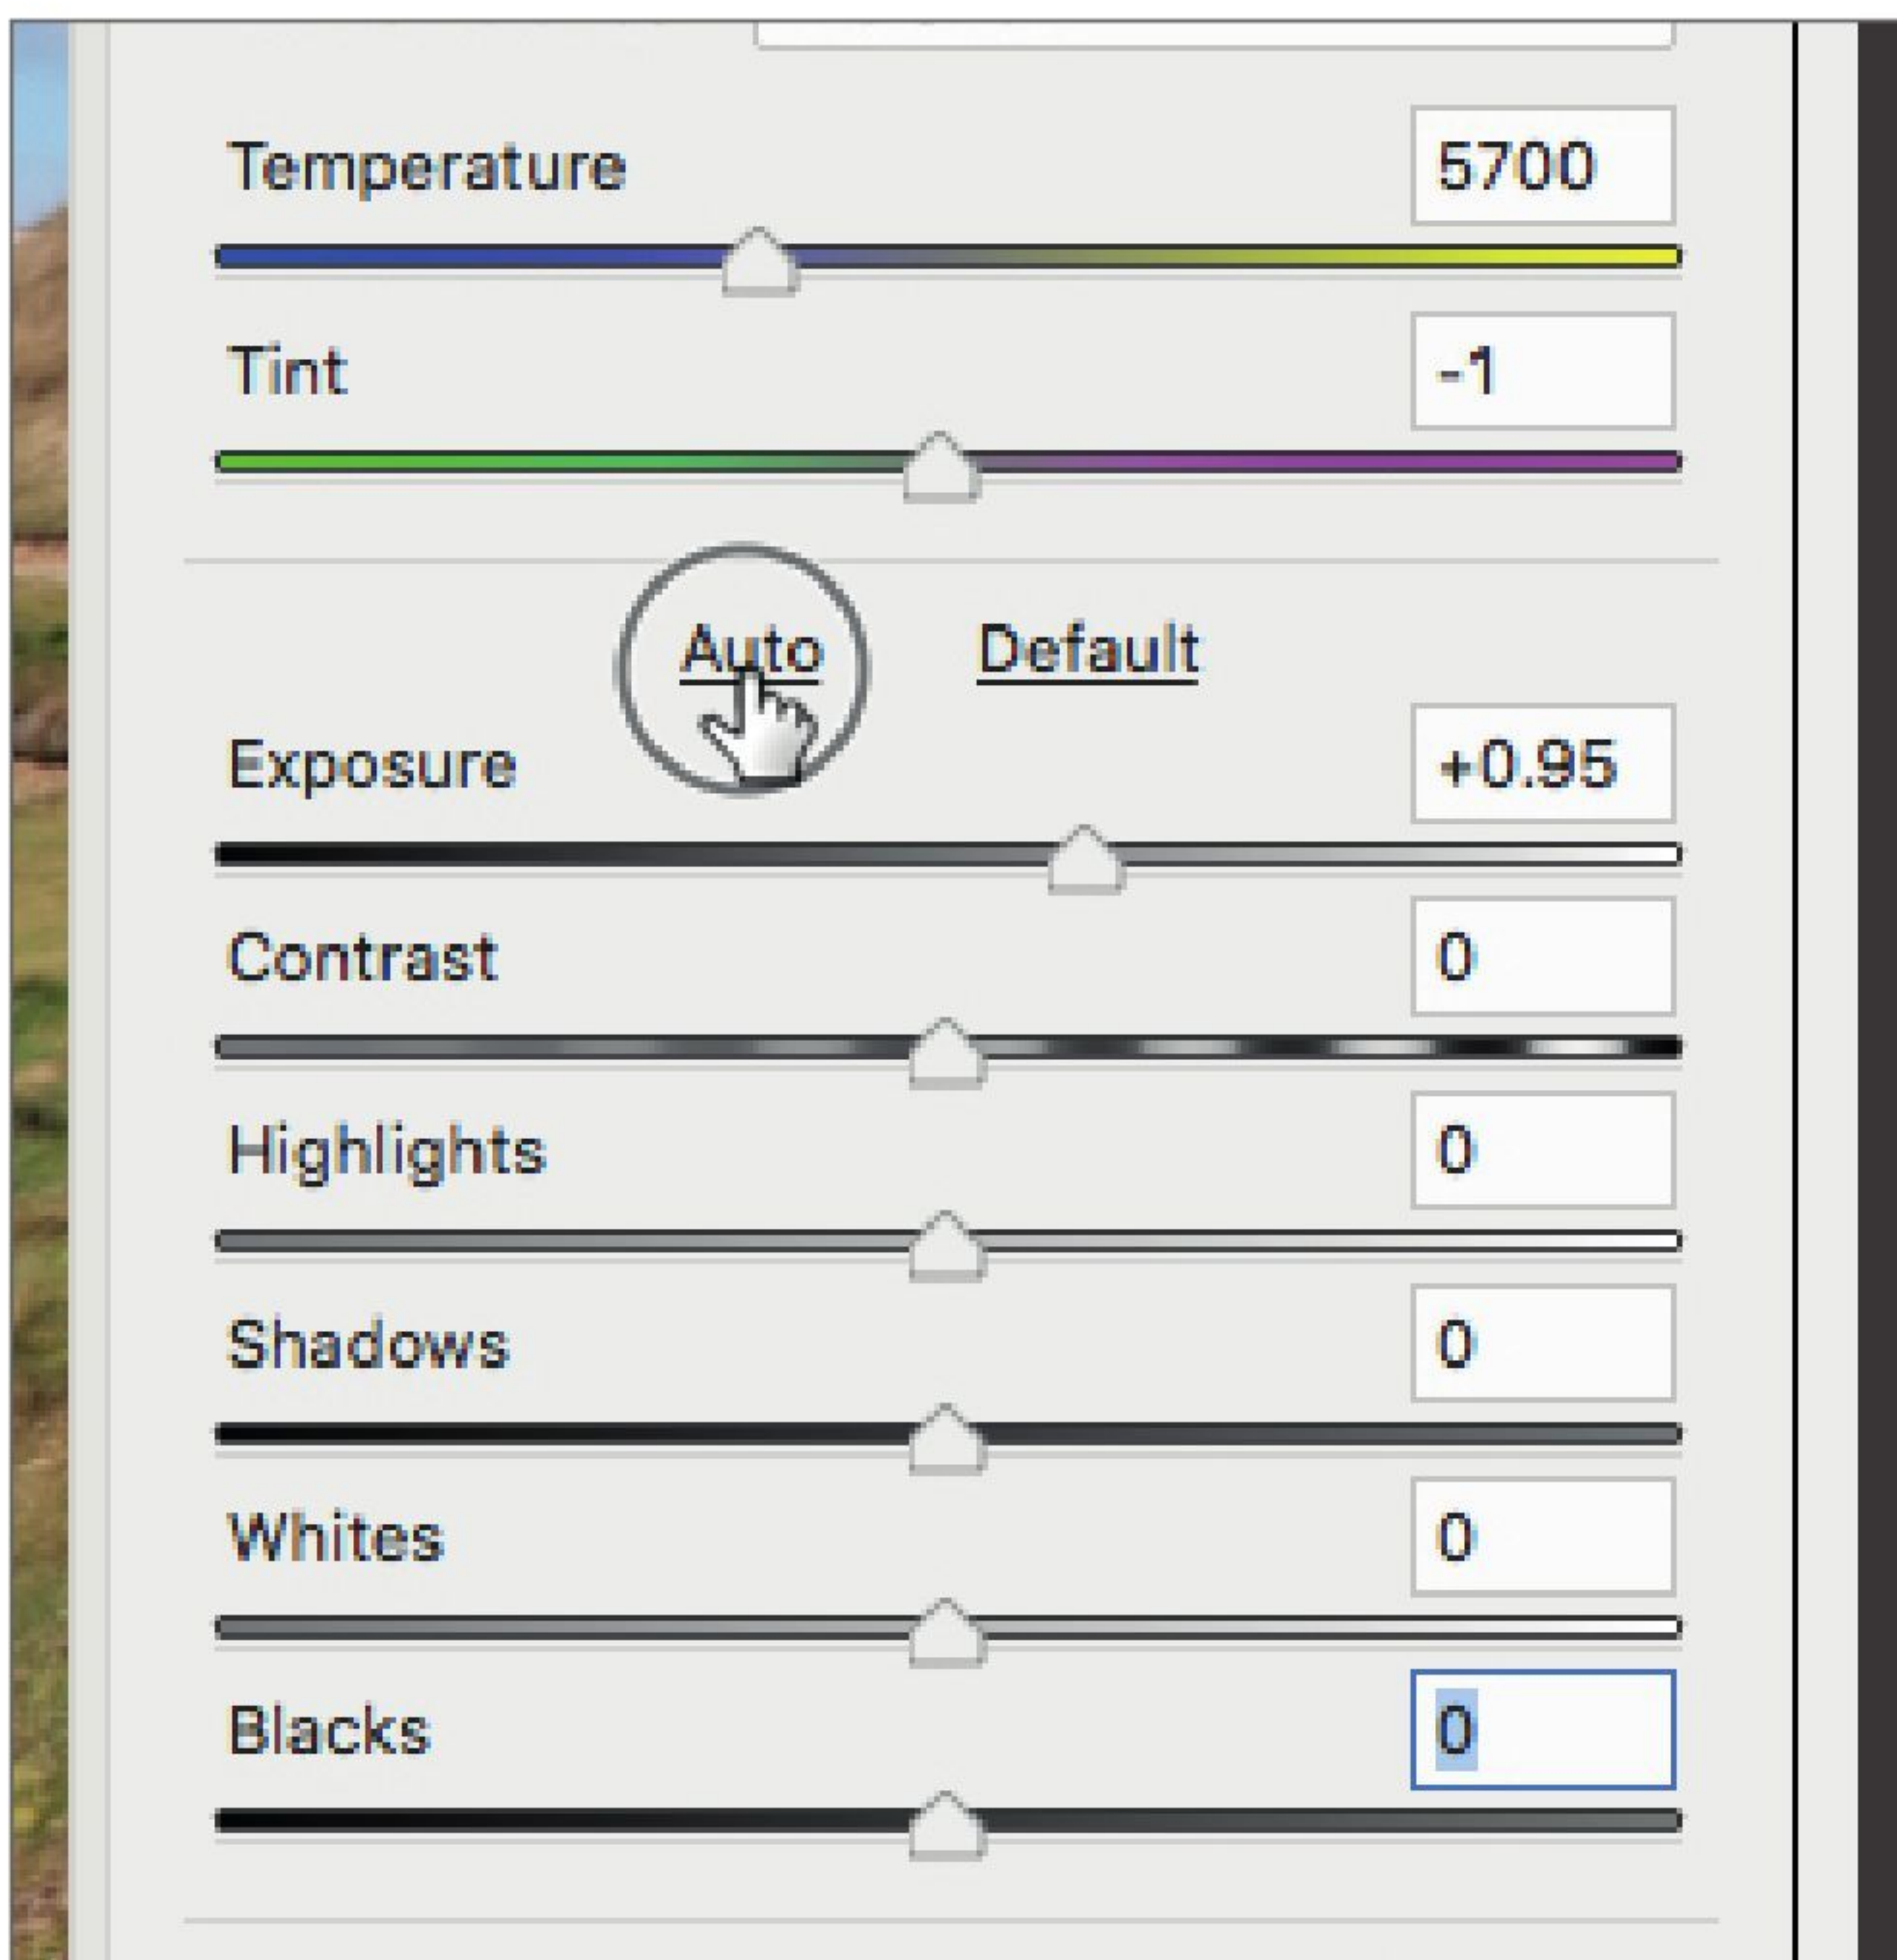 Temperature 5700
Tint -1
Auto Default
Exposure +0.95
Contrast 0
Highlights 0
Shadows 0
Whites 0
Blacks 0